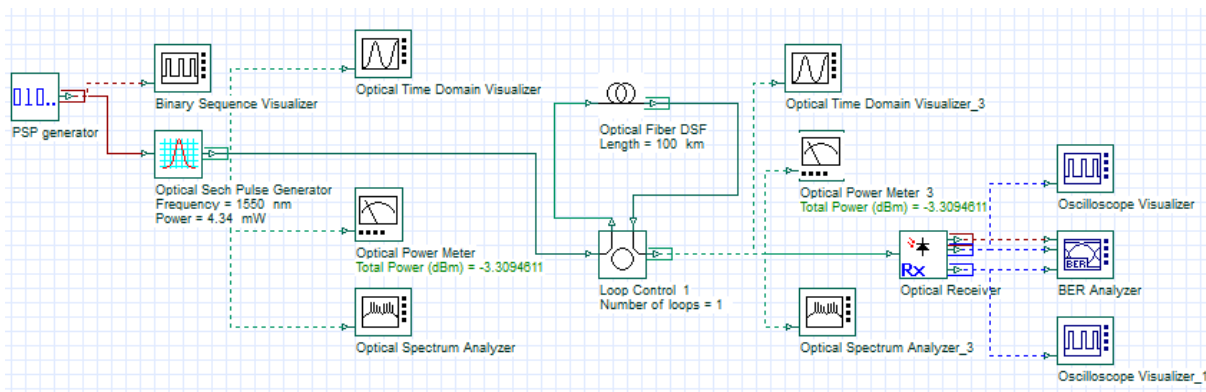 PSP generator
Binary Sequence Visualizer
Optical Sech Pulse Generator
Frequency = 1550 nm
Power = 4.34 mW
Optical Time Domain Visualizer
Optical Power Meter
Total Power (dBm) = -3.3094611
Optical Spectrum Analyzer
Optical Fiber DSF
Length = 100 km
Loop Control 1
Number of loops = 1
Optical Time Domain Visualizer_3
Optical Power Meter 3
Total Power (dBm) = -3.3094611
Optical Spectrum Analyzer_3
Rx
Optical Receiver
Oscilloscope Visualizer
BER
BER Analyzer
Oscilloscope Visualizer_1